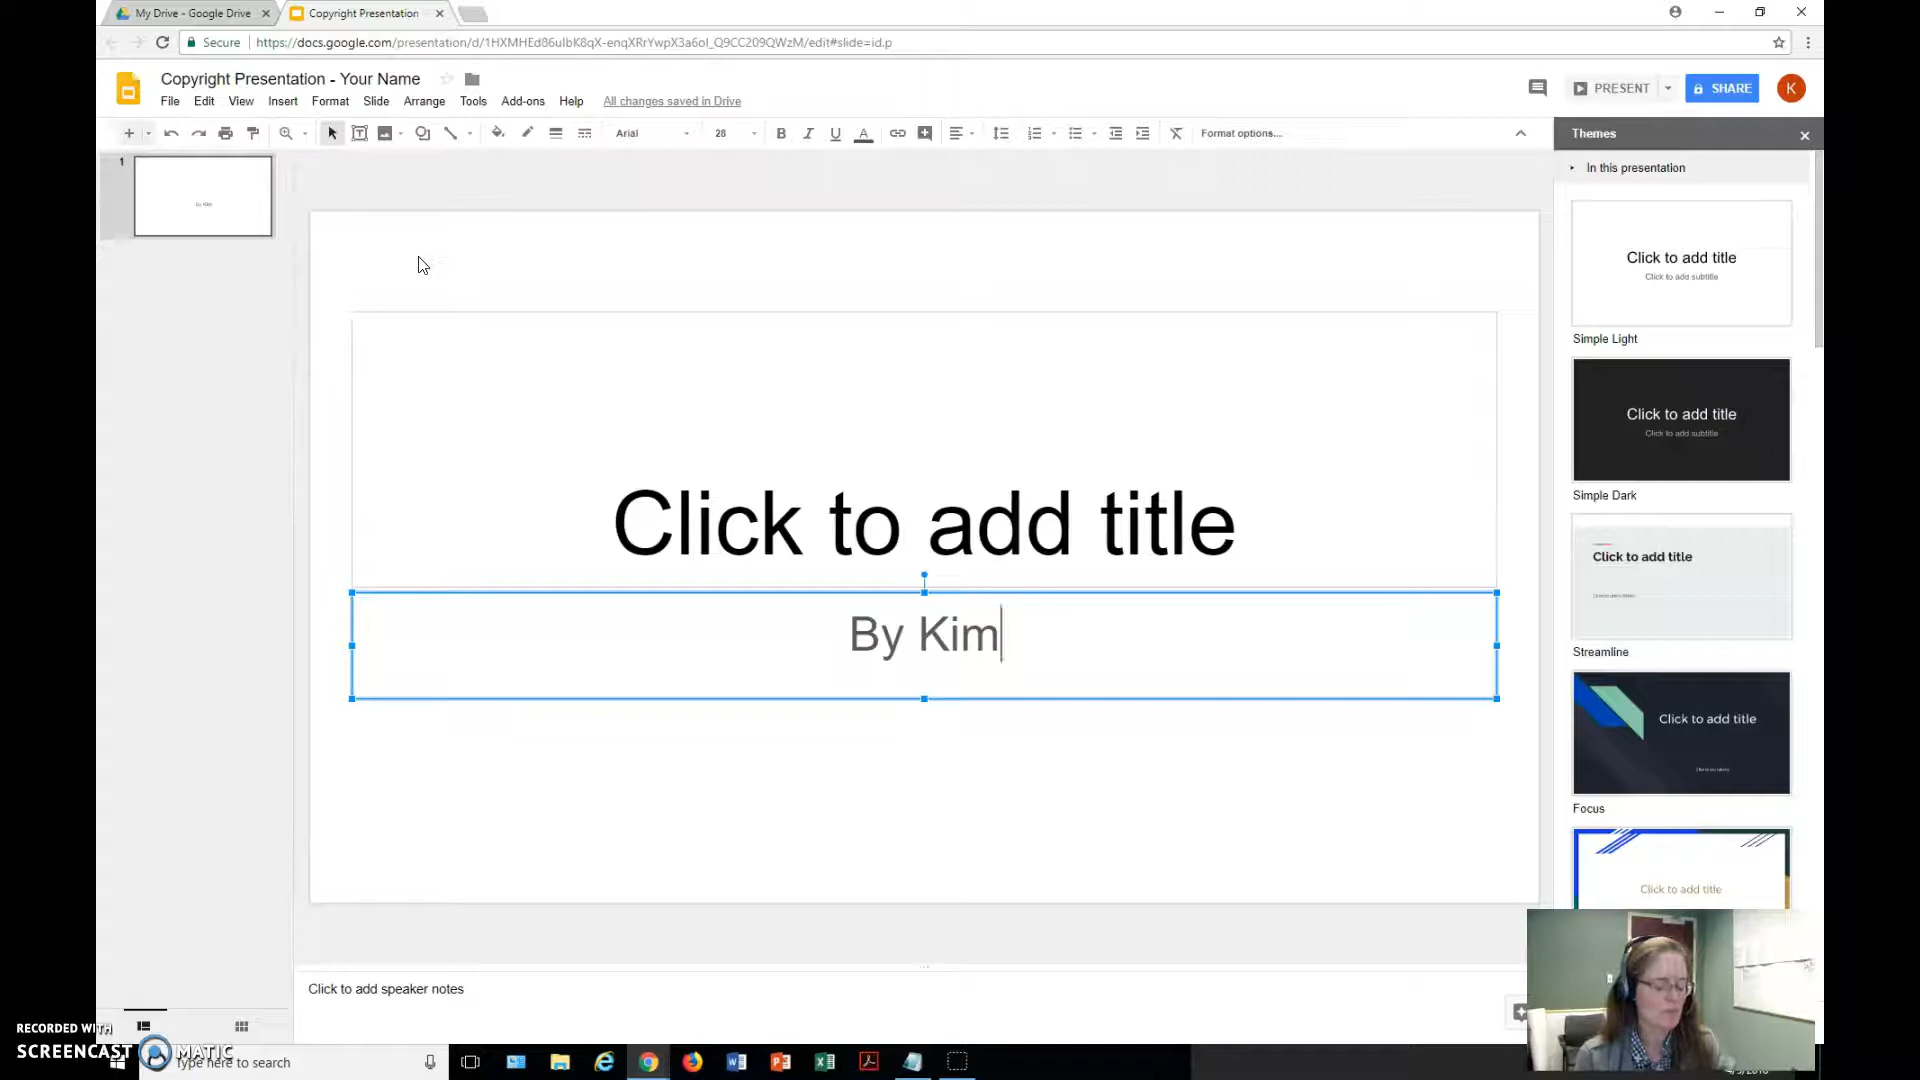 My Drive - Google Drive
Copyright Presentation
Secure
https://docs.google.com/presentation/d/1HXMHEd86uIbK8qX-enqXRrYwpX3a6oI_Q9CC209QWzM/edit#slide=id.p
Copyright Presentation - Your Name
File Edit View Insert Format Slide Arrange Tools Add-ons Help All changes saved in Drive
PRESENT
SHARE
K
Arial
28
B I U A
Format options...
Themes
In this presentation
1
By Kim
Click to add title
By Kim
Click to add title
Click to add subtitle
Simple Light
Click to add title
Click to add subtitle
Simple Dark
Click to add title
Streamline
Click to add title
Focus
Click to add title
Click to add speaker notes
RECORDED WITH
SCREENCAST MATIC
Type here to search